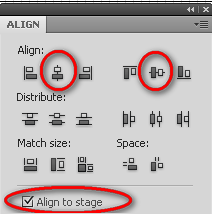 ALIGN
Align:
Distribute:
Match size: Space:
Align to stage